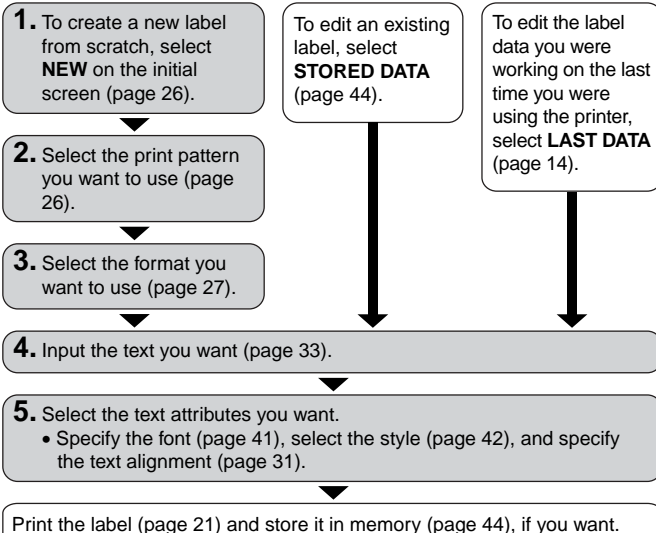 1. To create a new label
from scratch, select
NEW on the initial
screen (page 26).
To edit an existing
label, select
STORED DATA
(page 44).
To edit the label
data you were
working on the last
time you were
using the printer,
select LAST DATA
(page 14).
2. Select the print pattern
you want to use (page
26).
3. Select the format you
want to use (page 27).
4. Input the text you want (page 33).
5. Select the text attributes you want.
• Specify the font (page 41), select the style (page 42), and specify
the text alignment (page 31).
Print the label (page 21) and store it in memory (page 44), if you want.